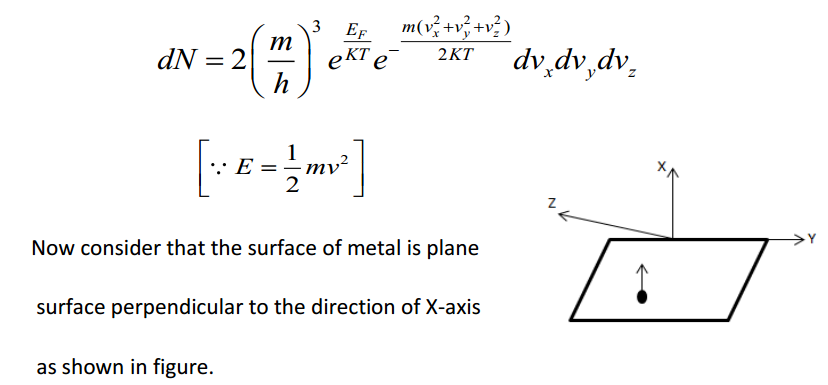 dN = 2(m/h)^3 e^{E_F/KT} e^{-m(v_x^2+v_y^2+v_z^2)/2KT} dv_x dv_y dv_z
[∵ E = 1/2 mv^2]
X
Z
Y
Now consider that the surface of metal is plane
surface perpendicular to the direction of X-axis
as shown in figure.